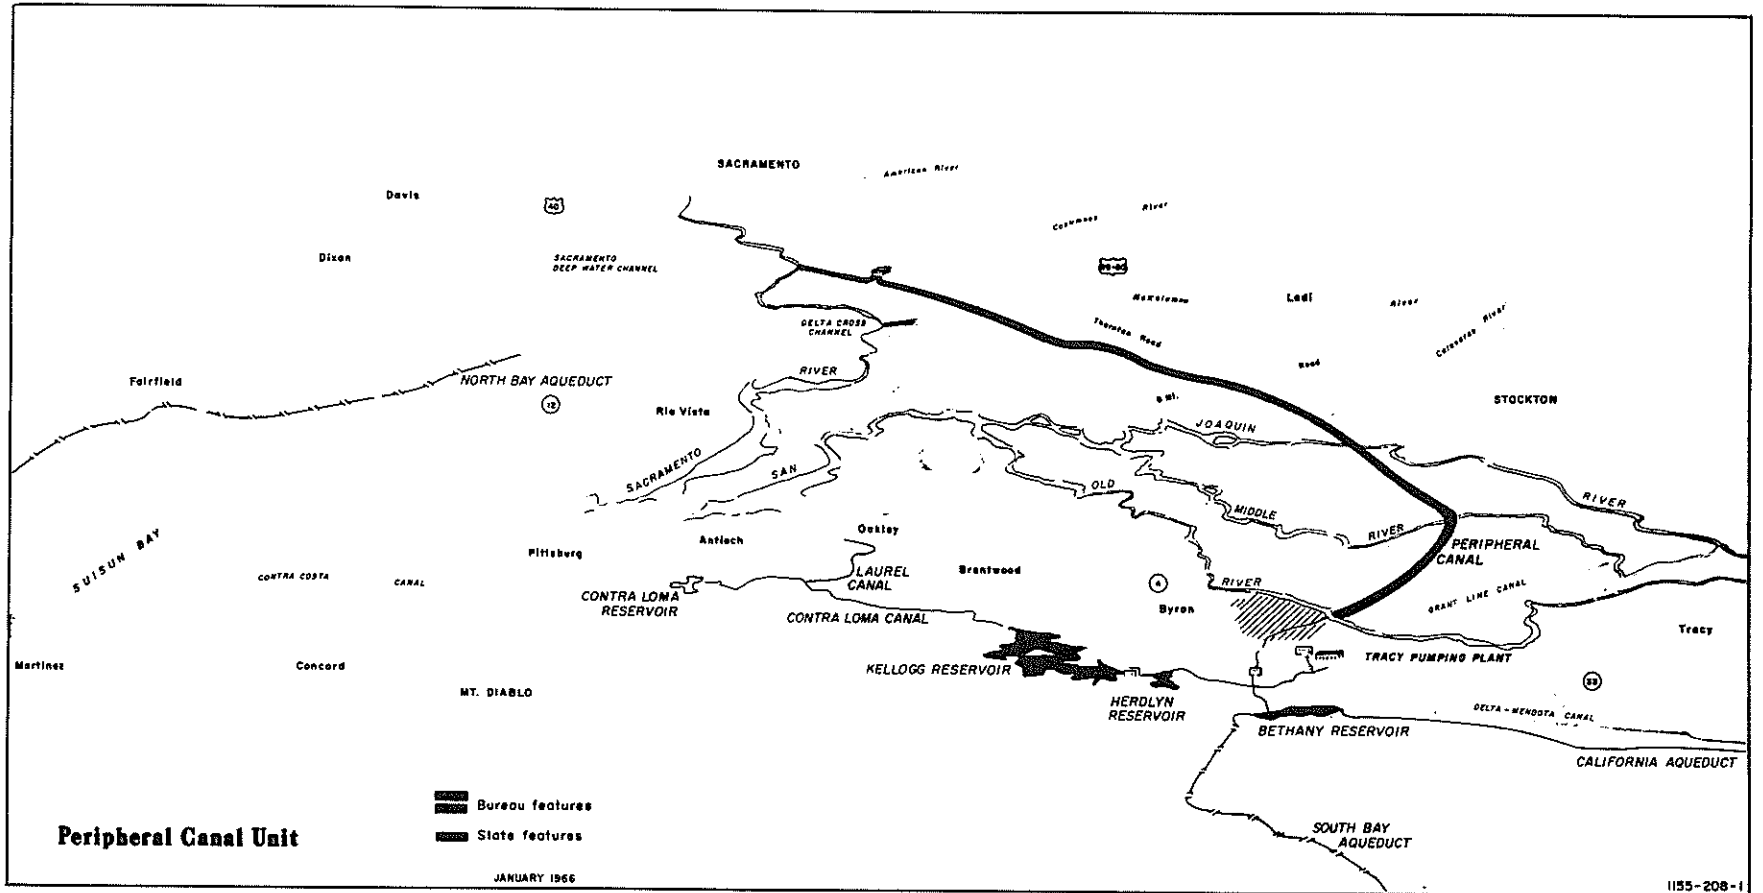 SACRAMENTO
American River
Davis
40
Cosumnes River
Dixon
SACRAMENTO
DEEP WATER CHANNEL
Mokelumne River
Lodi
Thornton Road
DELTA CROSS
CHANNEL
Calaveras River
Road
Fairfield
NORTH BAY AQUEDUCT
RIVER
12
Rio Vista
8 Mi.
STOCKTON
JOAQUIN
SACRAMENTO
SAN
OLD
MIDDLE
RIVER
RIVER
SUISUN BAY
Pittsburg
Antioch
Oakley
PERIPHERAL
CANAL
CONTRA COSTA CANAL
LAUREL
CANAL
Brentwood
4
RIVER
GRANT LINE CANAL
CONTRA LOMA
RESERVOIR
CONTRA LOMA CANAL
Byron
Tracy
Martinez
Concord
KELLOGG RESERVOIR
TRACY PUMPING PLANT
MT. DIABLO
HERDLYN
RESERVOIR
33
DELTA-MENDOTA CANAL
BETHANY RESERVOIR
CALIFORNIA AQUEDUCT
Bureau features
State features
Peripheral Canal Unit
SOUTH BAY
AQUEDUCT
JANUARY 1966
1155-208-1